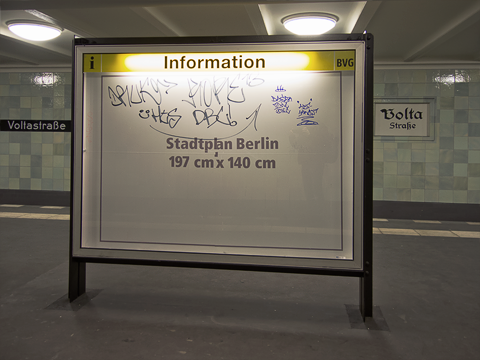 i Information BVG
Stadtplan Berlin
197 cm x 140 cm
Voltastraße
Volta
Straße